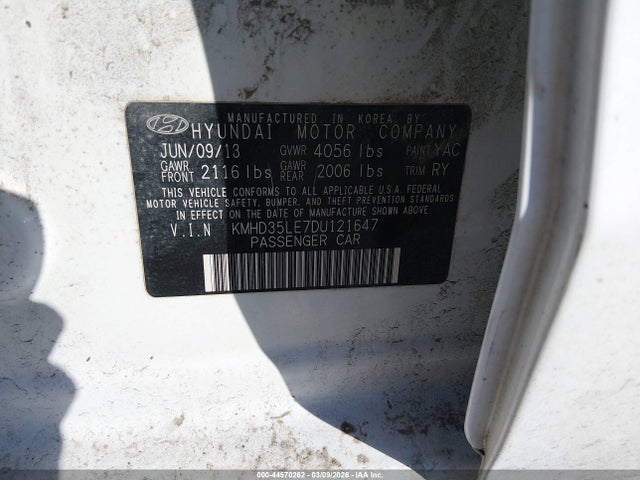 MANUFACTURED IN KOREA BY
HYUNDAI MOTOR COMPANY
JUN/09/13 GVWR 4056 lbs PAINT YAC
GAWR FRONT 2116 lbs GAWR REAR 2006 lbs TRIM RY
THIS VEHICLE CONFORMS TO ALL APPLICABLE U.S.A. FEDERAL
MOTOR VEHICLE SAFETY, BUMPER, AND THEFT PREVENTION
STANDARDS IN EFFECT ON THE DATE OF MANUFACTURE SHOWN ABOVE.
V.I.N KMHD35LE7DU121647
PASSENGER CAR
000-44570262 - 03/09/2026 - IAA Inc.